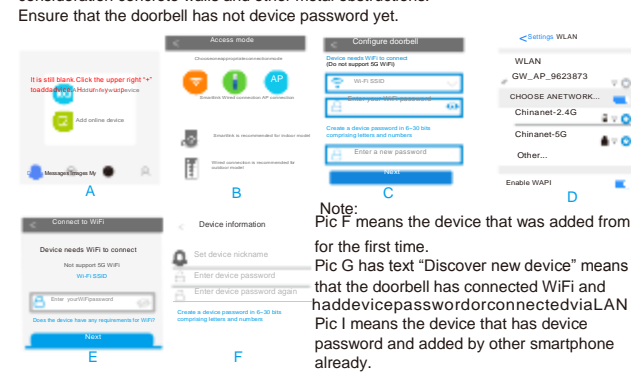 consideration concrete walls and other metal obstructions.
Ensure that the doorbell has not device password yet.
It is still blank.Click the upper right "+"
Add online device
Messages Images My
A
Access mode
Smartlink Wired connection AP connection
AP
Smartlink is recommended for indoor model
Wired connection is recommended for
outdoor model
B
Configure doorbell
Device needs WiFi to connect
(Do not support 5G WiFi)
Wi-Fi SSID
Enter your WiFi password
Create a device password in 6~30 bits
comprising letters and numbers
Enter a new password
Next
C
<Settings WLAN
WLAN
GW_AP_9623873
CHOOSE ANETWORK...
Chinanet-2.4G
Chinanet-5G
Other...
Enable WAPI
D
Connect to WiFi
Device needs WiFi to connect
Not support 5G WiFi
Wi-Fi SSID
Enter yourWiFipassword
Does the device have any requirements for WiFi?
Next
E
Device information
Set device nickname
Enter device password
Enter device password again
Create a device password in 6~30 bits
comprising letters and numbers
F
Note:
Pic F means the device that was added from
for the first time.
Pic G has text “Discover new device” means
that the doorbell has connected WiFi and
haddevicepasswordorconnectedviaLAN
Pic I means the device that has device
password and added by other smartphone
already.